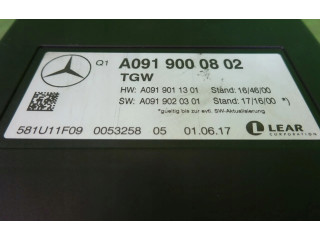 Q1 A091 900 08 02
TGW
HW: A091 901 13 01 Stand: 16/46/00
SW: A091 902 03 01 Stand: 17/16/00 *)
*gültig bis zur evtl. SW-Aktualisierung
581U11F09 0053258 05 01.06.17 LEAR
CORPORATION